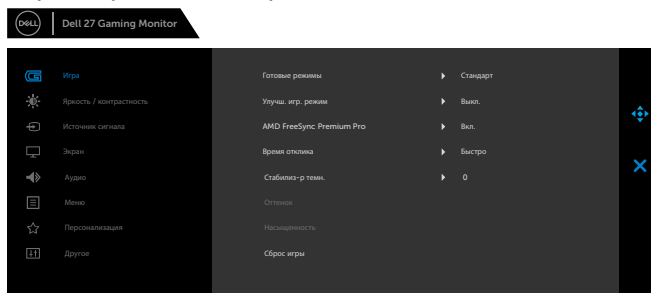 DELL
Dell 27 Gaming Monitor
Игра
Готовые режимы
Стандарт
Яркость / контрастность
Улучш. игр. режим
Выкл.
Источник сигнала
AMD FreeSync Premium Pro
Вкл.
Экран
Время отклика
Быстро
Аудио
Стабилиз-р темн.
0
Меню
Оттенок
Персонализация
Насыщенность
Другое
Сброс игры